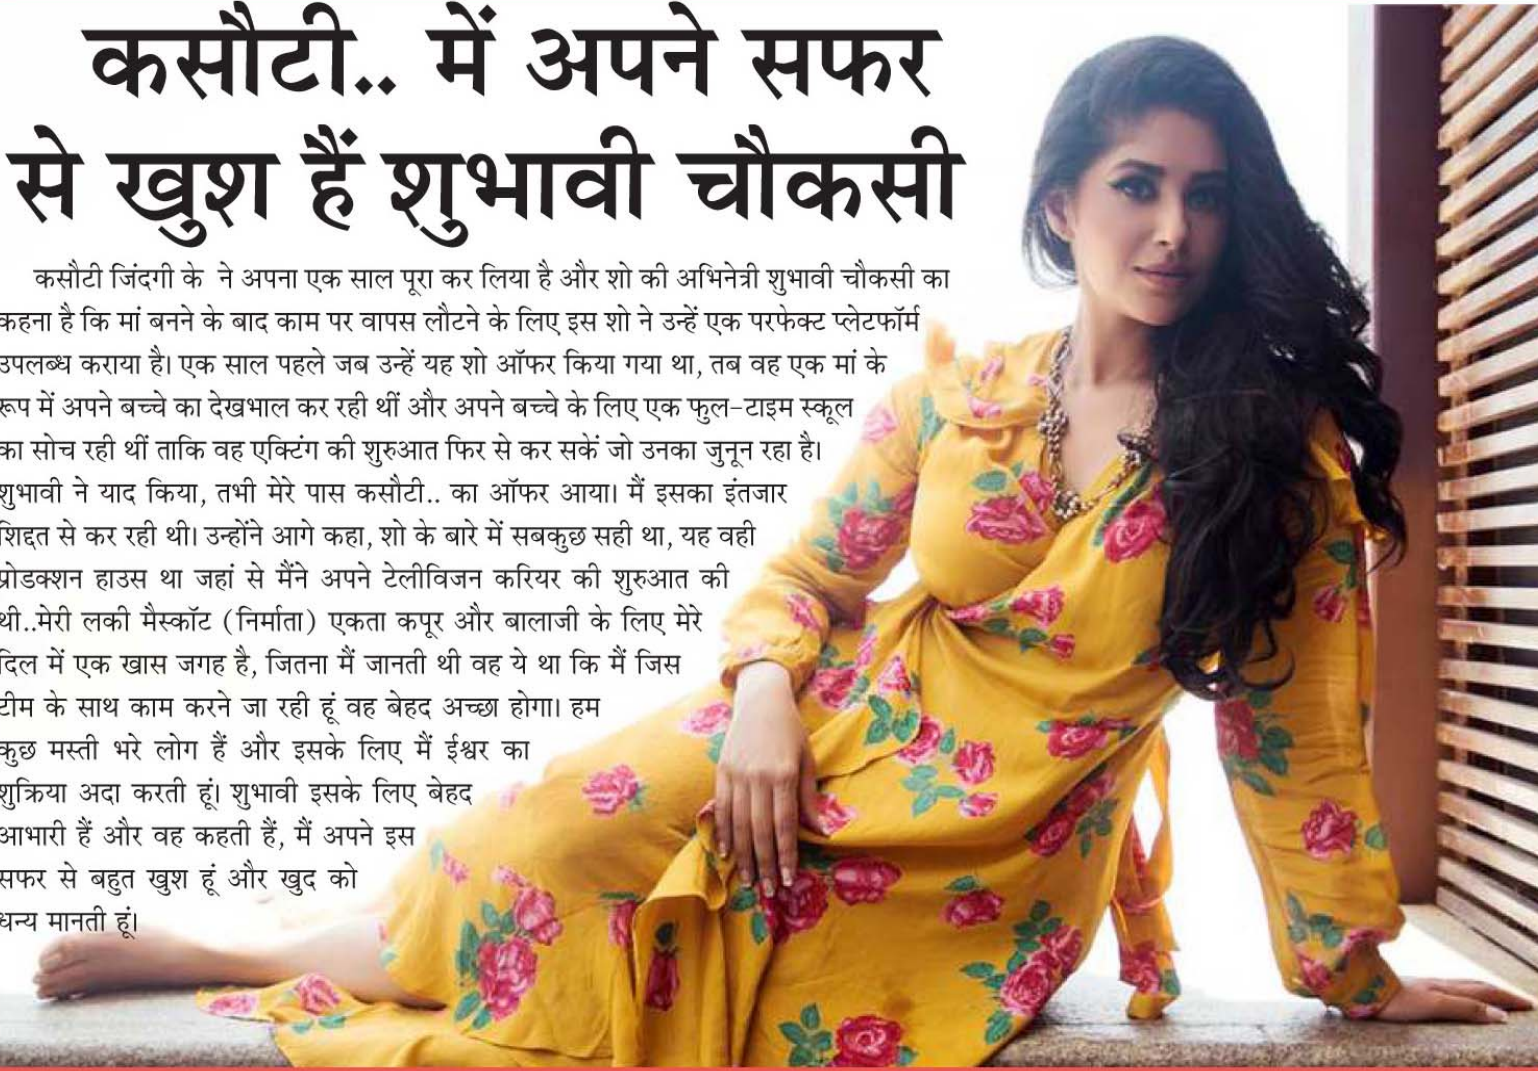 कसौटी.. में अपने सफर
से खुश हैं शुभावी चौकसी
कसौटी जिंदगी के ने अपना एक साल पूरा कर लिया है और शो की अभिनेत्री शुभावी चौकसी का
कहना है कि मां बनने के बाद काम पर वापस लौटने के लिए इस शो ने उन्हें एक परफेक्ट प्लेटफॉर्म
उपलब्ध कराया है। एक साल पहले जब उन्हें यह शो ऑफर किया गया था, तब वह एक मां के
रूप में अपने बच्चे का देखभाल कर रही थीं और अपने बच्चे के लिए एक फुल-टाइम स्कूल
का सोच रही थीं ताकि वह एक्टिंग की शुरुआत फिर से कर सकें जो उनका जुनून रहा है।
शुभावी ने याद किया, तभी मेरे पास कसौटी.. का ऑफर आया। मैं इसका इंतजार
शिद्दत से कर रही थी। उन्होंने आगे कहा, शो के बारे में सबकुछ सही था, यह वही
प्रोडक्शन हाउस था जहां से मैंने अपने टेलीविजन करियर की शुरुआत की
थी..मेरी लकी मैस्कॉट (निर्माता) एकता कपूर और बालाजी के लिए मेरे
दिल में एक खास जगह है, जितना मैं जानती थी वह ये था कि मैं जिस
टीम के साथ काम करने जा रही हूं वह बेहद अच्छा होगा। हम
कुछ मस्ती भरे लोग हैं और इसके लिए मैं ईश्वर का
शुक्रिया अदा करती हूं। शुभावी इसके लिए बेहद
आभारी हैं और वह कहती हैं, मैं अपने इस
सफर से बहुत खुश हूं और खुद को
धन्य मानती हूं।